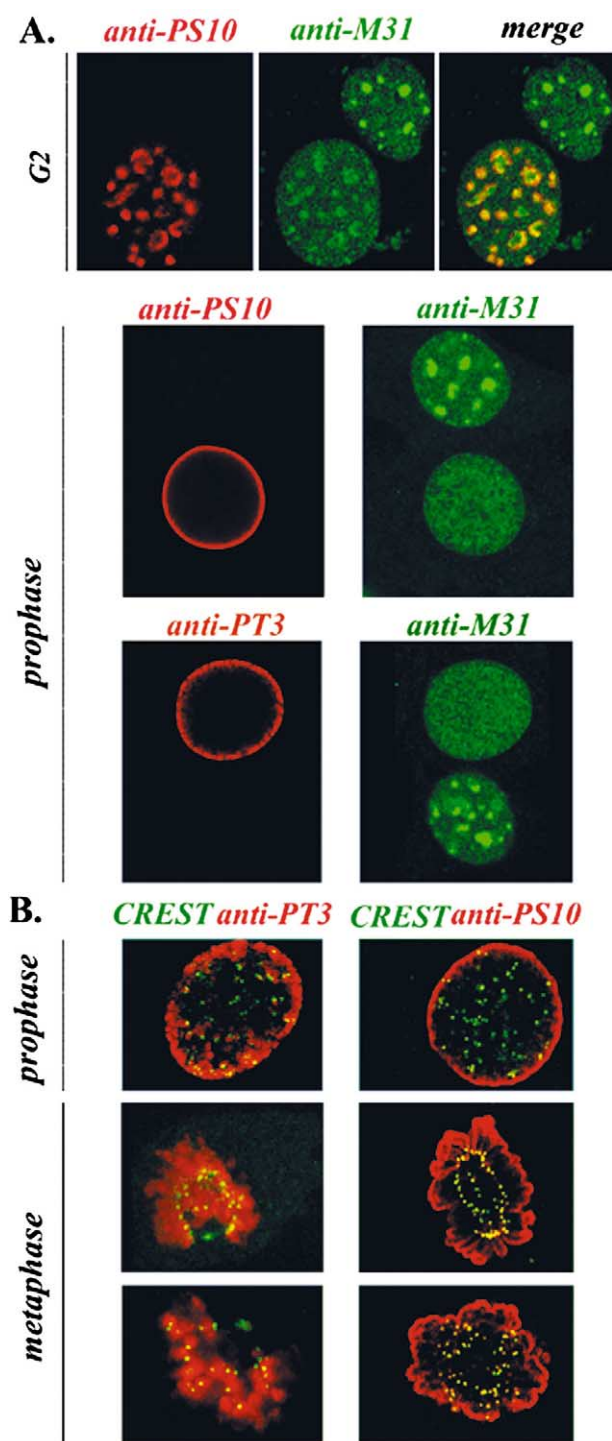 A.
anti-PS10 anti-M31 merge
G2
anti-PS10 anti-M31
prophase
anti-PT3 anti-M31
B.
CREST anti-PT3 CREST anti-PS10
prophase
metaphase